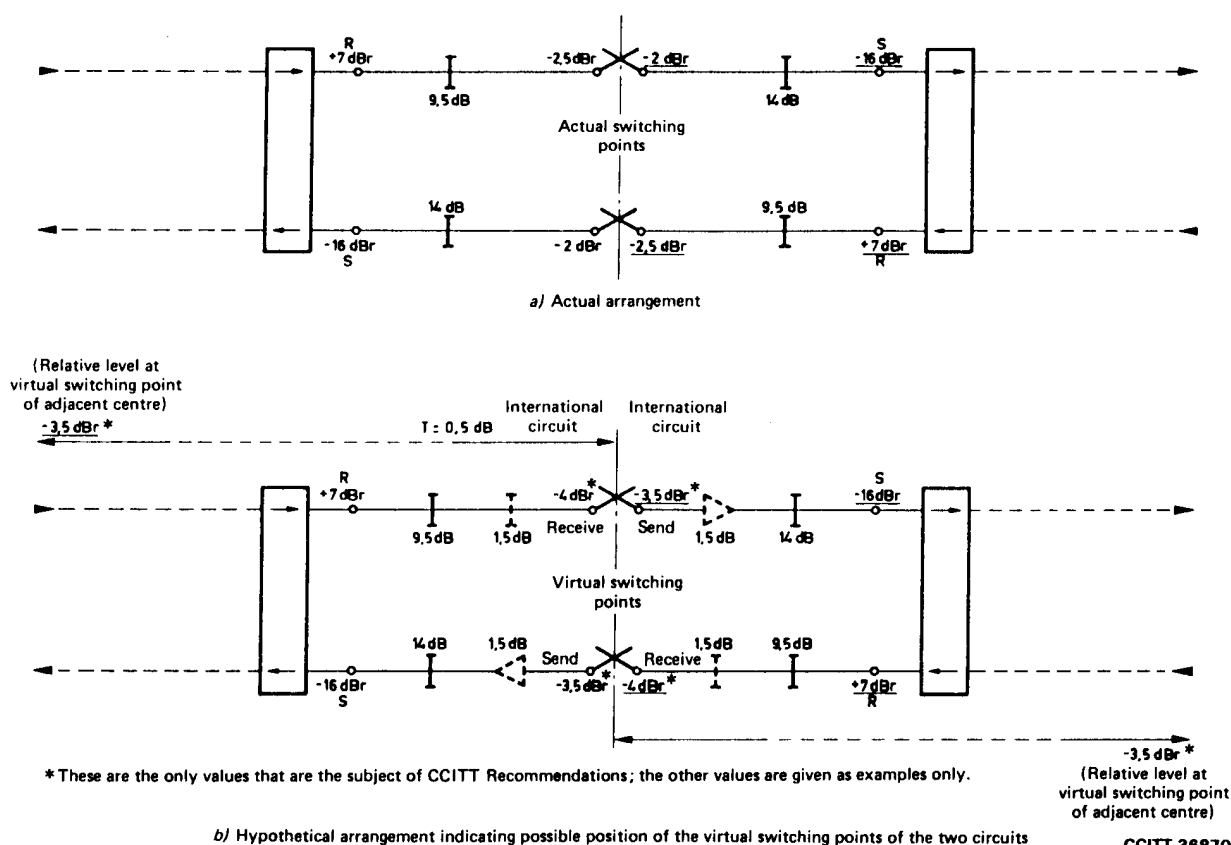 R
+7 dBr
9,5 dB
-2,5 dBr
-2 dBr
14 dB
S
-16 dBr
Actual switching
points
14 dB
-16 dBr
S
-2 dBr
-2,5 dBr
9,5 dB
+7 dBr
R
a) Actual arrangement
(Relative level at
virtual switching point
of adjacent centre)
-3,5 dBr *
T = 0,5 dB
International
circuit
International
circuit
R
+7 dBr
9,5 dB
1,5 dB
-4 dBr *
Receive
-3,5 dBr *
Send
1,5 dB
14 dB
S
-16 dBr
Virtual switching
points
14 dB
1,5 dB
Send
-3,5 dBr *
-16 dBr
S
Receive
-4 dBr *
1,5 dB
9,5 dB
+7 dBr
R
-3,5 dBr *
(Relative level at
virtual switching point
of adjacent centre)
* These are the only values that are the subject of CCITT Recommendations; the other values are given as examples only.
b) Hypothetical arrangement indicating possible position of the virtual switching points of the two circuits